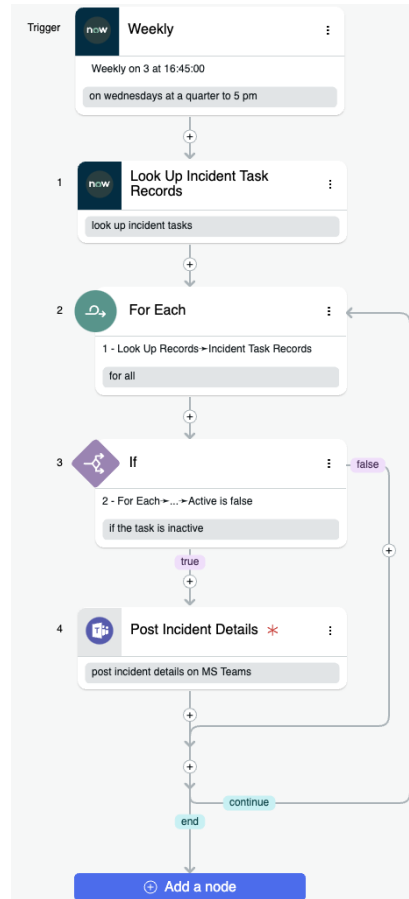 Trigger
now
Weekly
Weekly on 3 at 16:45:00
on wednesdays at a quarter to 5 pm
1
now
Look Up Incident Task
Records
look up incident tasks
2
For Each
1 - Look Up Records➛Incident Task Records
for all
3
If
false
2 - For Each➛...➛Active is false
if the task is inactive
true
4
Post Incident Details *
post incident details on MS Teams
continue
end
Add a node